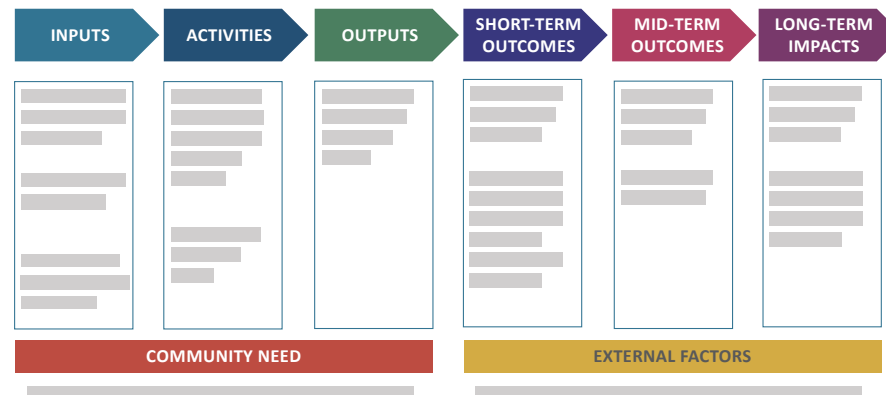 INPUTS
ACTIVITIES
OUTPUTS
SHORT-TERM
OUTCOMES
MID-TERM
OUTCOMES
LONG-TERM
IMPACTS
COMMUNITY NEED
EXTERNAL FACTORS